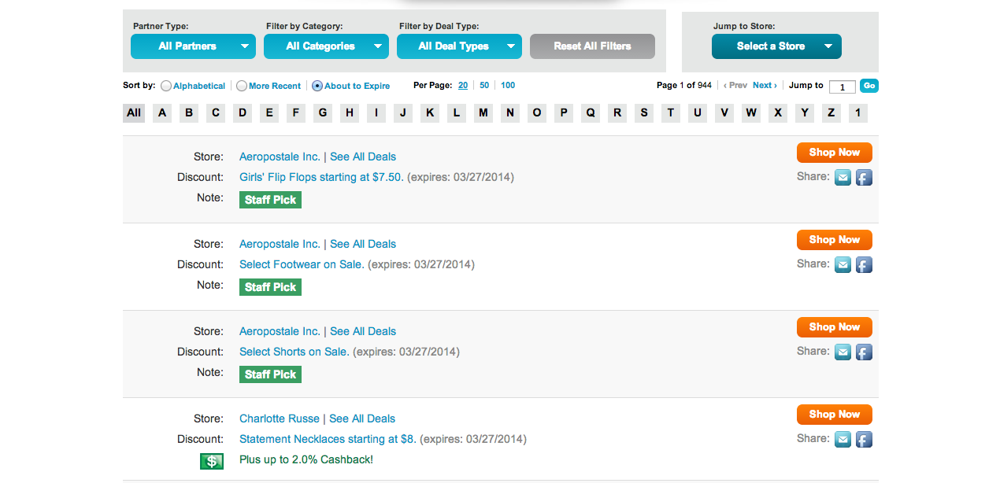 Partner Type: Filter by Category: Filter by Deal Type: Jump to Store:
All Partners All Categories All Deal Types Reset All Filters Select a Store
Sort by: Alphabetical | More Recent | About to Expire Per Page: 20 | 50 | 100 Page 1 of 944 | ‹ Prev Next › | Jump to 1 Go
All A B C D E F G H I J K L M N O P Q R S T U V W X Y Z 1
Store: Aeropostale Inc. | See All Deals Shop Now
Discount: Girls' Flip Flops starting at $7.50. (expires: 03/27/2014) Share: f
Note: Staff Pick
Store: Aeropostale Inc. | See All Deals Shop Now
Discount: Select Footwear on Sale. (expires: 03/27/2014) Share: f
Note: Staff Pick
Store: Aeropostale Inc. | See All Deals Shop Now
Discount: Select Shorts on Sale. (expires: 03/27/2014) Share: f
Note: Staff Pick
Store: Charlotte Russe | See All Deals Shop Now
Discount: Statement Necklaces starting at $8. (expires: 03/27/2014) Share: f
$ Plus up to 2.0% Cashback!